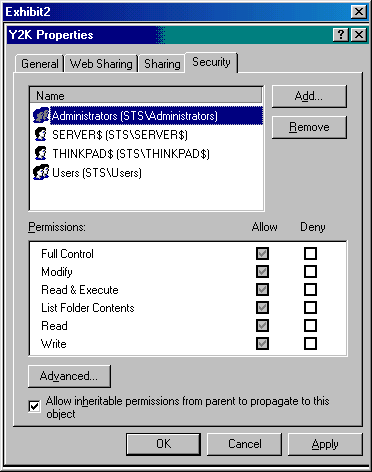 Exhibit2
Y2K Properties
General Web Sharing Sharing Security
Name
Administrators (STS\Administrators)
SERVER$ (STS\SERVER$)
THINKPAD$ (STS\THINKPAD$)
Users (STS\Users)
Add...
Remove
Permissions: Allow Deny
Full Control
Modify
Read & Execute
List Folder Contents
Read
Write
Advanced...
Allow inheritable permissions from parent to propagate to this
object
OK Cancel Apply